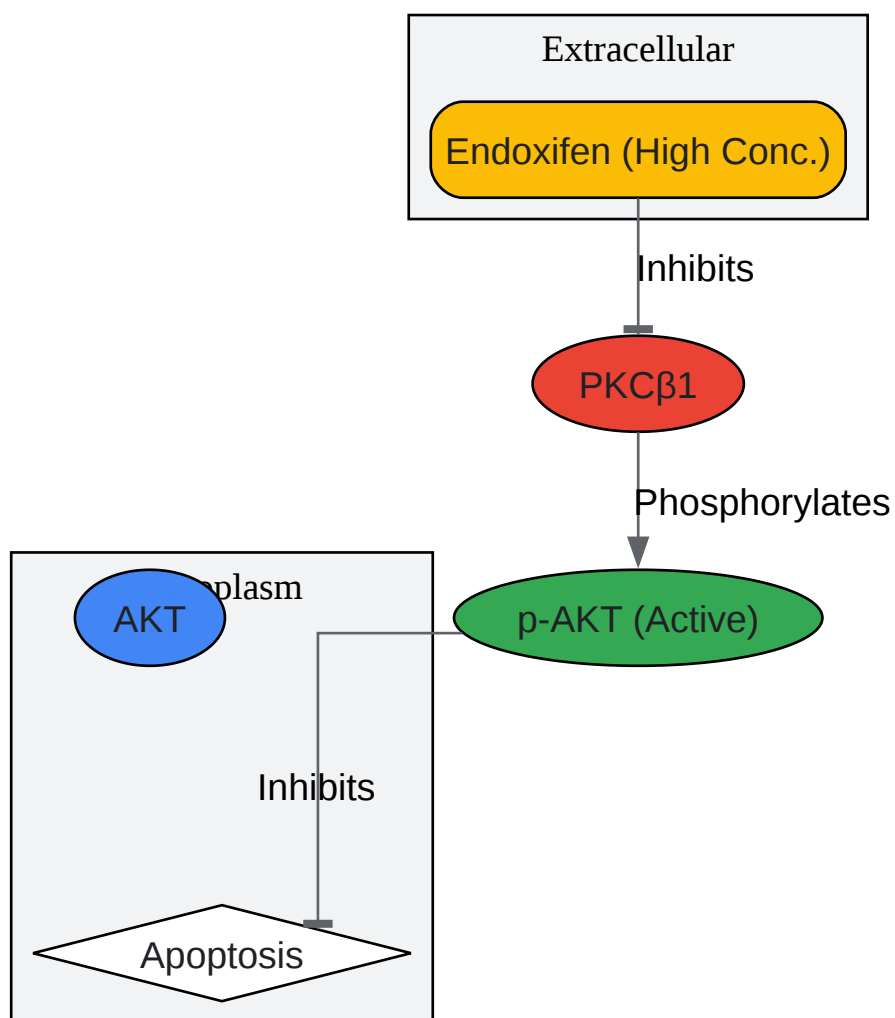 Extracellular
Endoxifen (High Conc.)
Inhibits
PKCβ1
Phosphorylates
AKT
p-AKT (Active)
Inhibits
Apoptosis